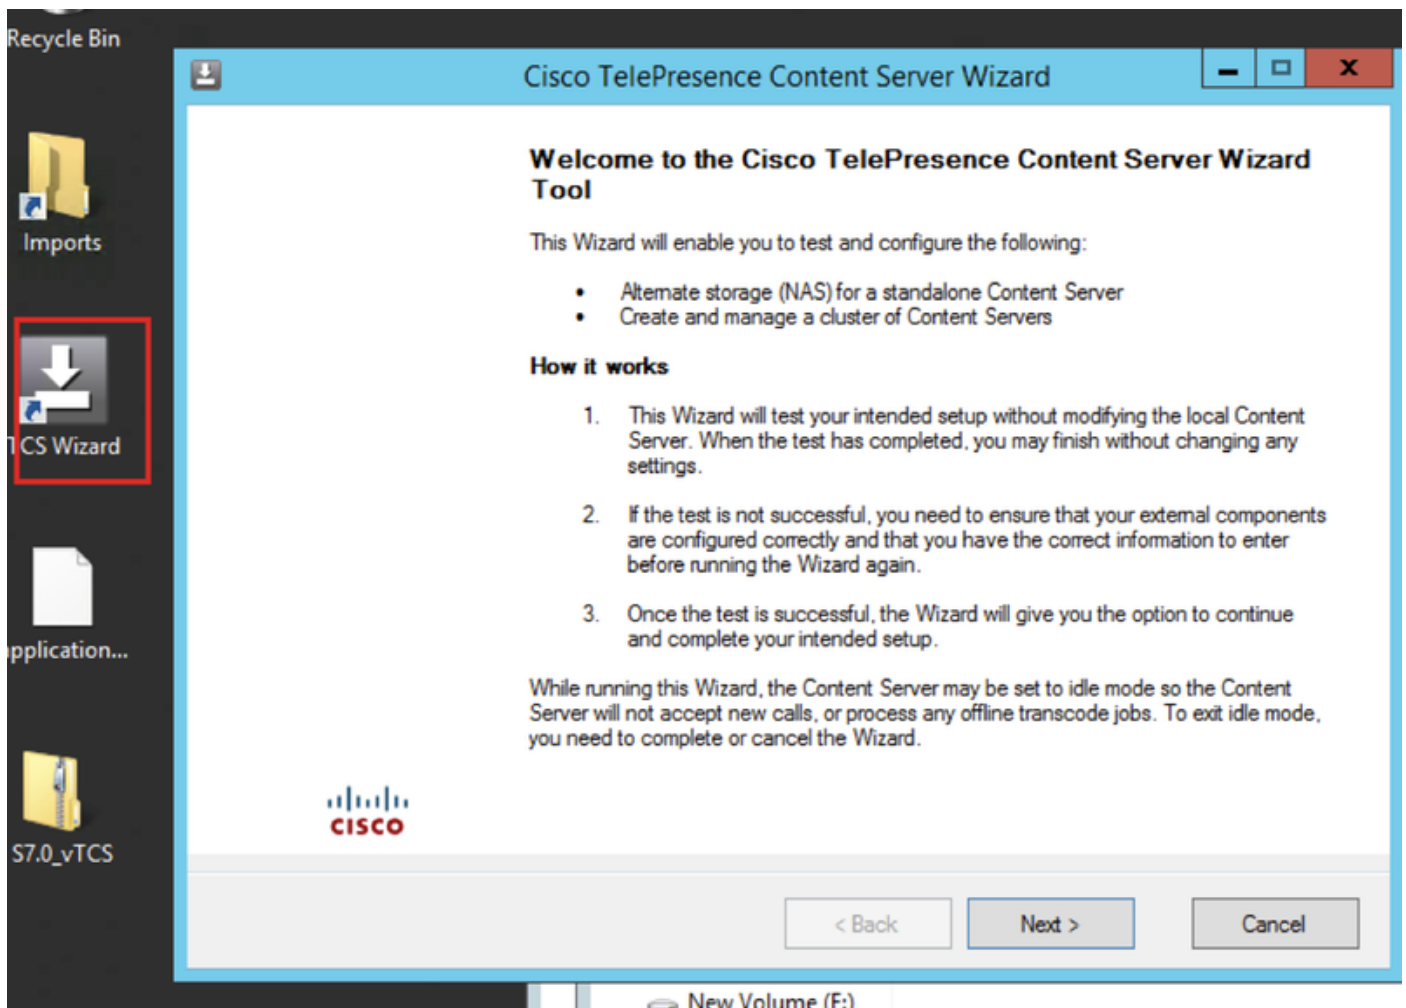 Recycle Bin
Imports
TCS Wizard
pplication...
S7.0_vTCS
Cisco TelePresence Content Server Wizard
Welcome to the Cisco TelePresence Content Server Wizard
Tool
This Wizard will enable you to test and configure the following:
• Alternate storage (NAS) for a standalone Content Server
• Create and manage a cluster of Content Servers
How it works
1. This Wizard will test your intended setup without modifying the local Content
Server. When the test has completed, you may finish without changing any
settings.
2. If the test is not successful, you need to ensure that your external components
are configured correctly and that you have the correct information to enter
before running the Wizard again.
3. Once the test is successful, the Wizard will give you the option to continue
and complete your intended setup.
While running this Wizard, the Content Server may be set to idle mode so the Content
Server will not accept new calls, or process any offline transcode jobs. To exit idle mode,
you need to complete or cancel the Wizard.
CISCO
< Back
Next >
Cancel
New Volume (E:)